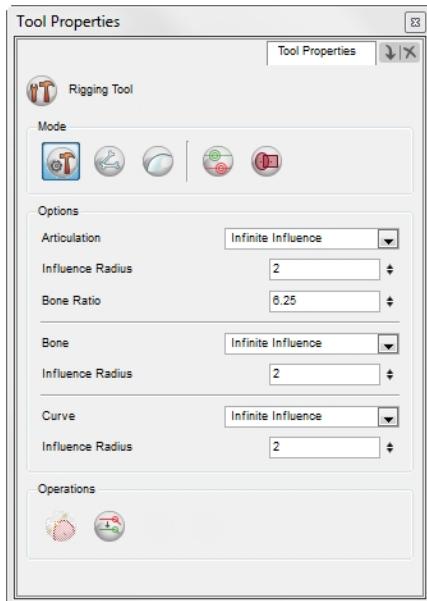 Tool Properties
Tool Properties
Rigging Tool
Mode
Options
Articulation Infinite Influence
Influence Radius 2
Bone Ratio 6.25
Bone Infinite Influence
Influence Radius 2
Curve Infinite Influence
Influence Radius 2
Operations